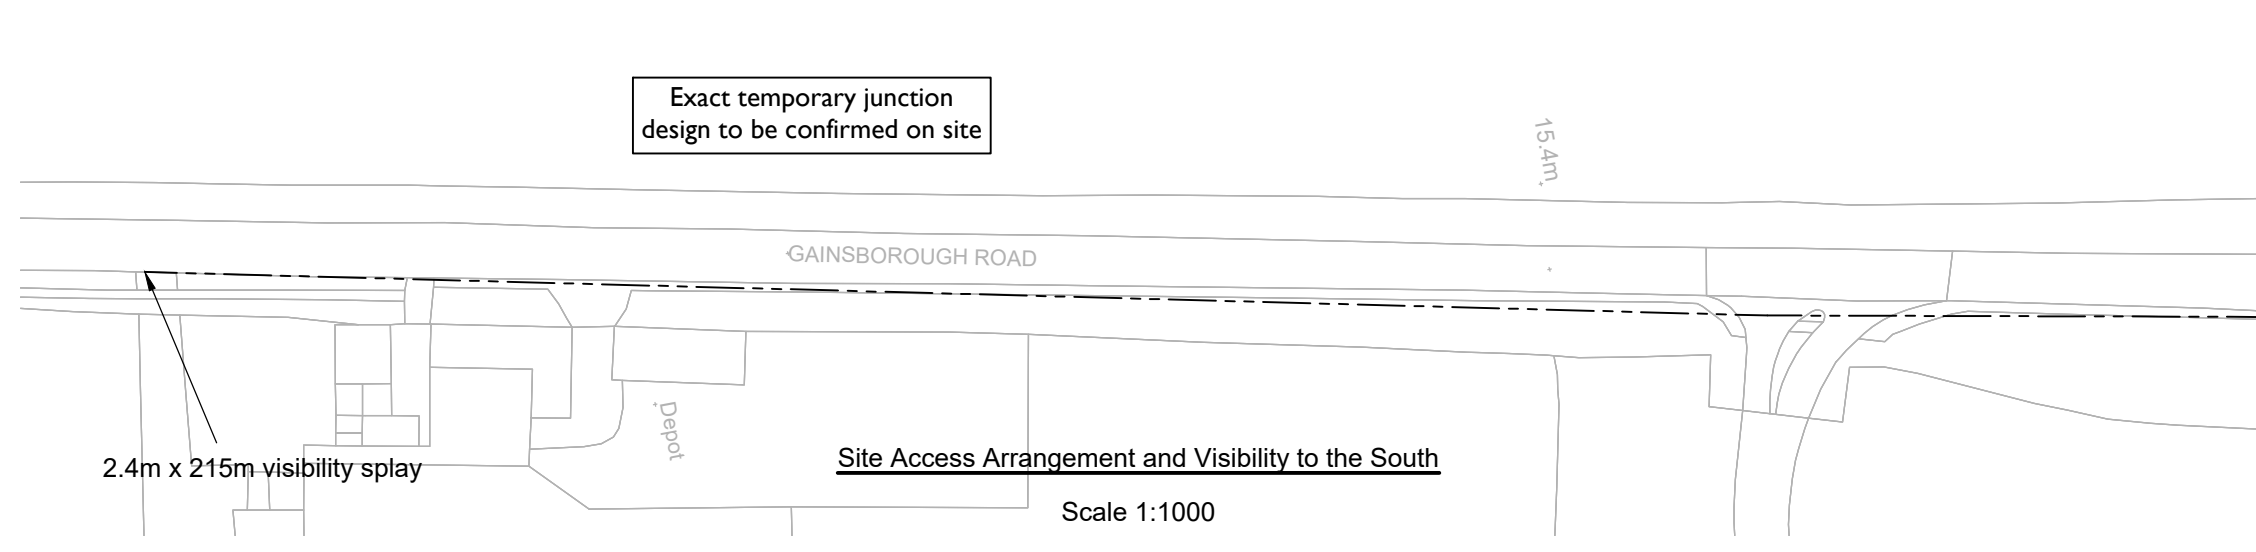 Exact temporary junction
design to be confirmed on site
15.4m
GAINSBOROUGH ROAD
Depot
2.4m x 215m visibility splay
Site Access Arrangement and Visibility to the South
Scale 1:1000